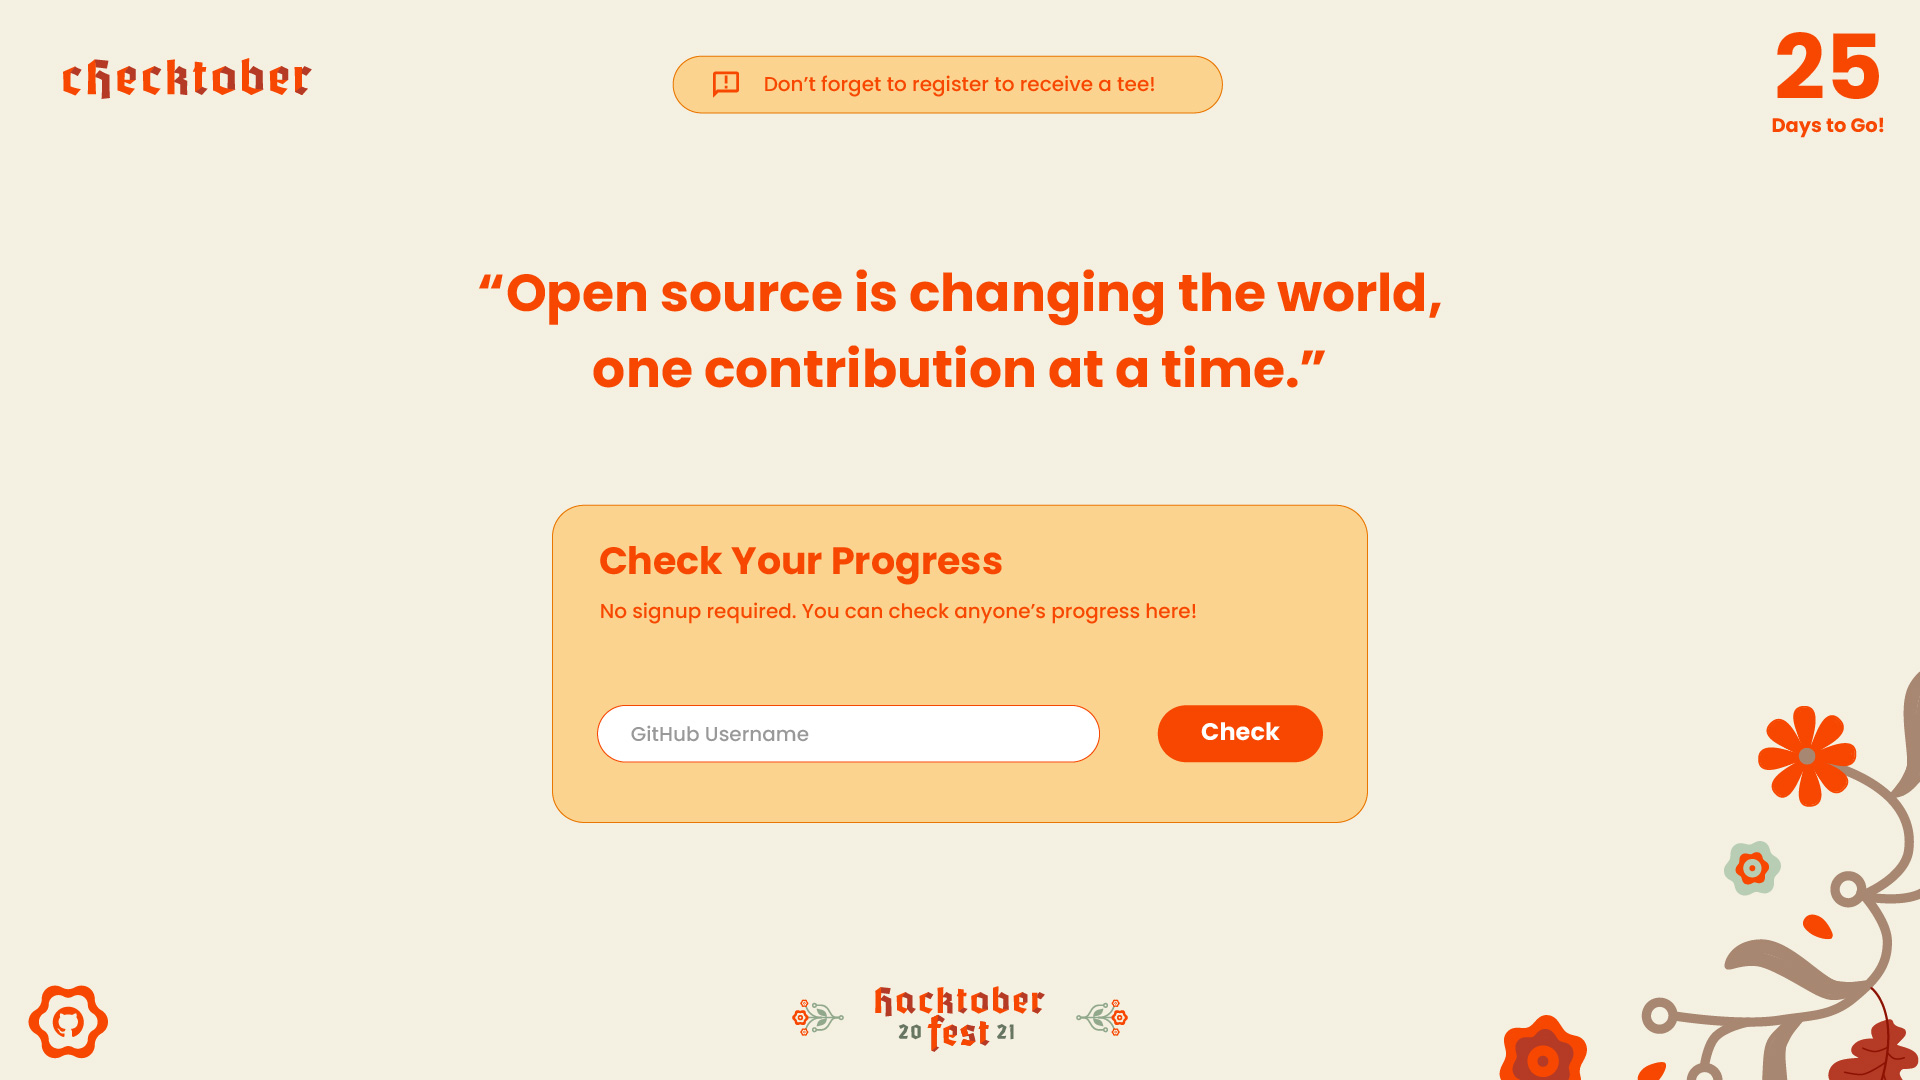 checktober
Don’t forget to register to receive a tee!
25
Days to Go!
“Open source is changing the world,
one contribution at a time.”
Check Your Progress
No signup required. You can check anyone’s progress here!
GitHub Username
Check
hacktober
20 fest 21